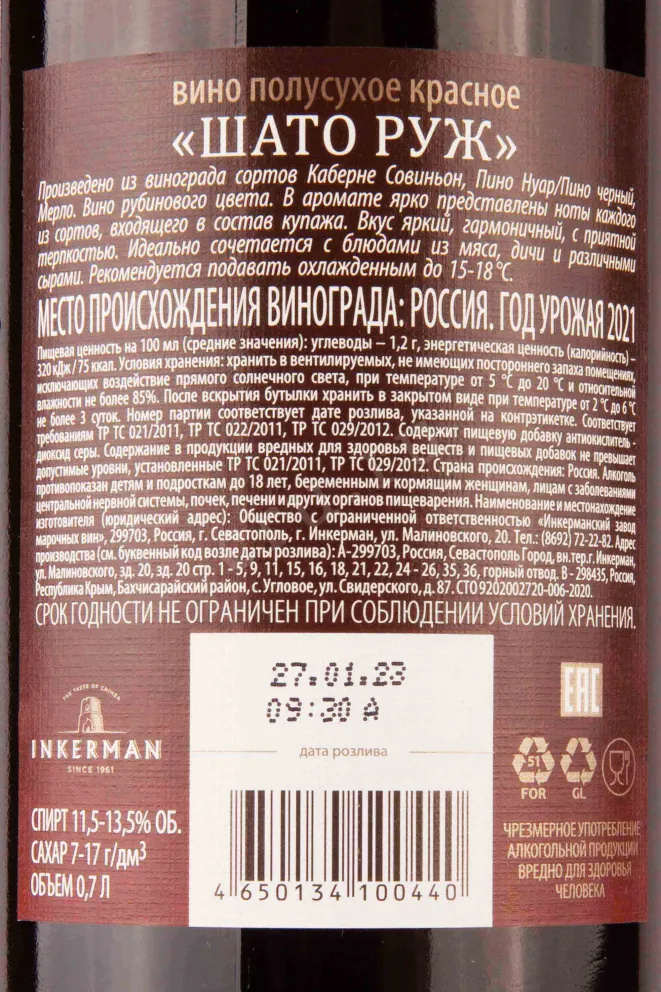 вино полусухое красное
«ШАТО РУЖ»
Произведено из винограда сортов Каберне Совиньон, Пино Нуар/Пино черный,
Мерло. Вино рубинового цвета. В аромате ярко представлены ноты каждого
из сортов, входящего в состав купажа. Вкус яркий, гармоничный, с приятной
терпкостью. Идеально сочетается с блюдами из мяса, дичи и различными
сырами. Рекомендуется подавать охлажденным до 15-18 °С.
МЕСТО ПРОИСХОЖДЕНИЯ ВИНОГРАДА: РОССИЯ. ГОД УРОЖАЯ 2021
Пищевая ценность на 100 мл (средние значения): углеводы – 1,2 г, энергетическая ценность (калорийность) –
320 кДж / 75 ккал. Условия хранения: хранить в вентилируемых, не имеющих постороннего запаха помещениях,
исключающих воздействие прямого солнечного света, при температуре от 5 °С до 20 °С и относительной
влажности не более 85%. После вскрытия бутылки хранить в закрытом виде при температуре от 2 °С до 6 °С
не более 3 суток. Номер партии соответствует дате розлива, указанной на контрэтикетке. Соответствует
требованиям ТР ТС 021/2011, ТР ТС 022/2011, ТР ТС 029/2012. Содержит пищевую добавку антиокислитель -
диоксид серы. Содержание в продукции вредных для здоровья веществ и пищевых добавок не превышает
допустимые уровни, установленные ТР ТС 021/2011, ТР ТС 029/2012. Страна происхождения: Россия. Алкоголь
противопоказан детям и подросткам до 18 лет, беременным и кормящим женщинам, лицам с заболеваниями
центральной нервной системы, почек, печени и других органов пищеварения. Наименование и местонахождение
изготовителя (юридический адрес): Общество с ограниченной ответственностью «Инкерманский завод
марочных вин», 299703, Россия, г. Севастополь, г. Инкерман, ул. Малиновского, 20. Тел.: (8692) 72-22-82. Адрес
производства (см. буквенный код возле даты розлива): А-299703, Россия, Севастополь Город, вн.тер.г. Инкерман,
ул. Малиновского, зд. 20, зд. 20 стр. 1 - 5, 9, 11, 15, 16, 18, 21, 22, 24 - 26, 35, 36, горный отвод. В - 298435, Россия,
Республика Крым, Бахчисарайский район, с. Угловое, ул. Свидерского, д. 87. СТО 9202002720-006-2020.
СРОК ГОДНОСТИ НЕ ОГРАНИЧЕН ПРИ СОБЛЮДЕНИИ УСЛОВИЙ ХРАНЕНИЯ.
27.01.23
09:30 А
дата розлива
4 650134 100440
THE TASTE OF CRIMEA
INKERMAN
SINCE 1961
СПИРТ 11,5-13,5% ОБ.
САХАР 7-17 г/дм³
ОБЪЕМ 0,7 Л
EAC
51
FOR GL
ЧРЕЗМЕРНОЕ УПОТРЕБЛЕНИЕ
АЛКОГОЛЬНОЙ ПРОДУКЦИИ
ВРЕДНО ДЛЯ ЗДОРОВЬЯ
ЧЕЛОВЕКА